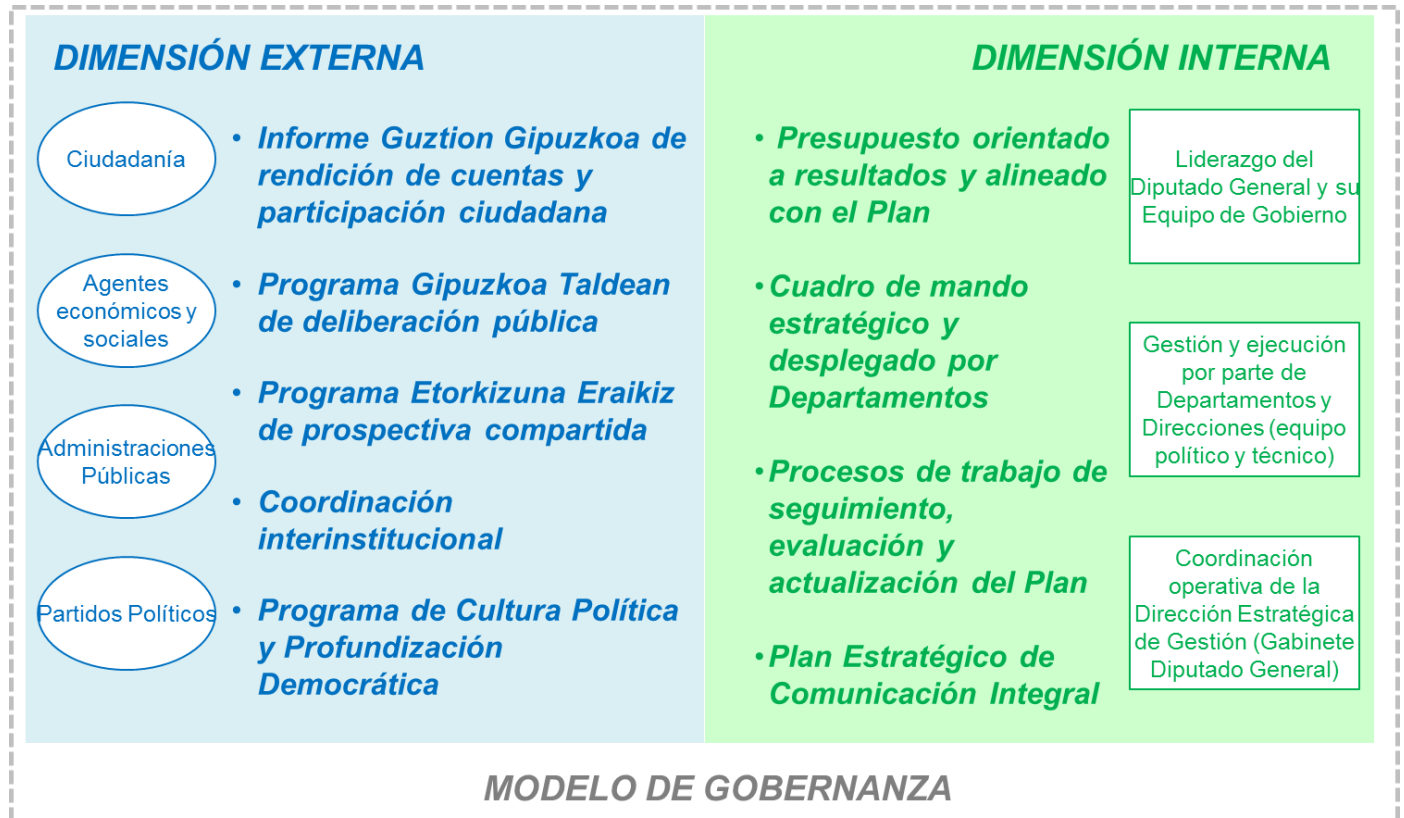 DIMENSIÓN EXTERNA
Ciudadanía
Agentes
económicos y
sociales
Administraciones
Públicas
Partidos Políticos
• Informe Guztion Gipuzkoa de
rendición de cuentas y
participación ciudadana
• Programa Gipuzkoa Taldean
de deliberación pública
• Programa Etorkizuna Eraikiz
de prospectiva compartida
• Coordinación
interinstitucional
• Programa de Cultura Política
y Profundización
Democrática
DIMENSIÓN INTERNA
• Presupuesto orientado
a resultados y alineado
con el Plan
• Cuadro de mando
estratégico y
desplegado por
Departamentos
• Procesos de trabajo de
seguimiento,
evaluación y
actualización del Plan
• Plan Estratégico de
Comunicación Integral
Liderazgo del
Diputado General y su
Equipo de Gobierno
Gestión y ejecución
por parte de
Departamentos y
Direcciones (equipo
político y técnico)
Coordinación
operativa de la
Dirección Estratégica
de Gestión (Gabinete
Diputado General)
MODELO DE GOBERNANZA